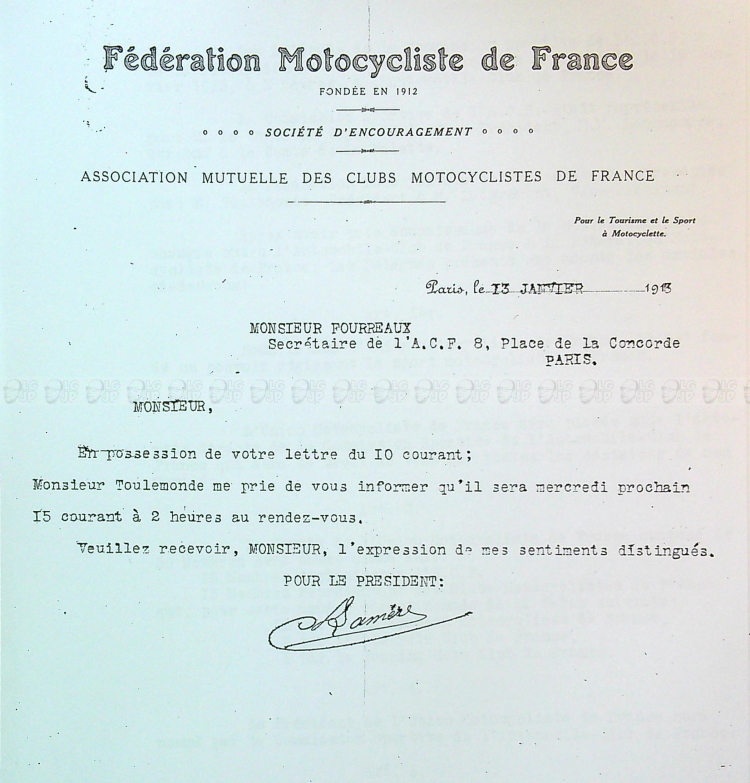 Fédération Motocycliste de France
FONDÉE EN 1912
SOCIÉTÉ D'ENCOURAGEMENT
ASSOCIATION MUTUELLE DES CLUBS MOTOCYCLISTES DE FRANCE
Pour le Tourisme et le Sport
à Motocyclette.
Paris, le I3 JANVIER 1913
MONSIEUR FOURREAUX
Secrétaire de l'A.C.F. 8, Place de la Concorde
PARIS.
MONSIEUR,
En possession de votre lettre du IO courant;
Monsieur Toulemonde me prie de vous informer qu'il sera mercredi prochain
I5 courant à 2 heures au rendez-vous.
Veuillez recevoir, MONSIEUR, l'expression de mes sentiments distingués.
POUR LE PRESIDENT: